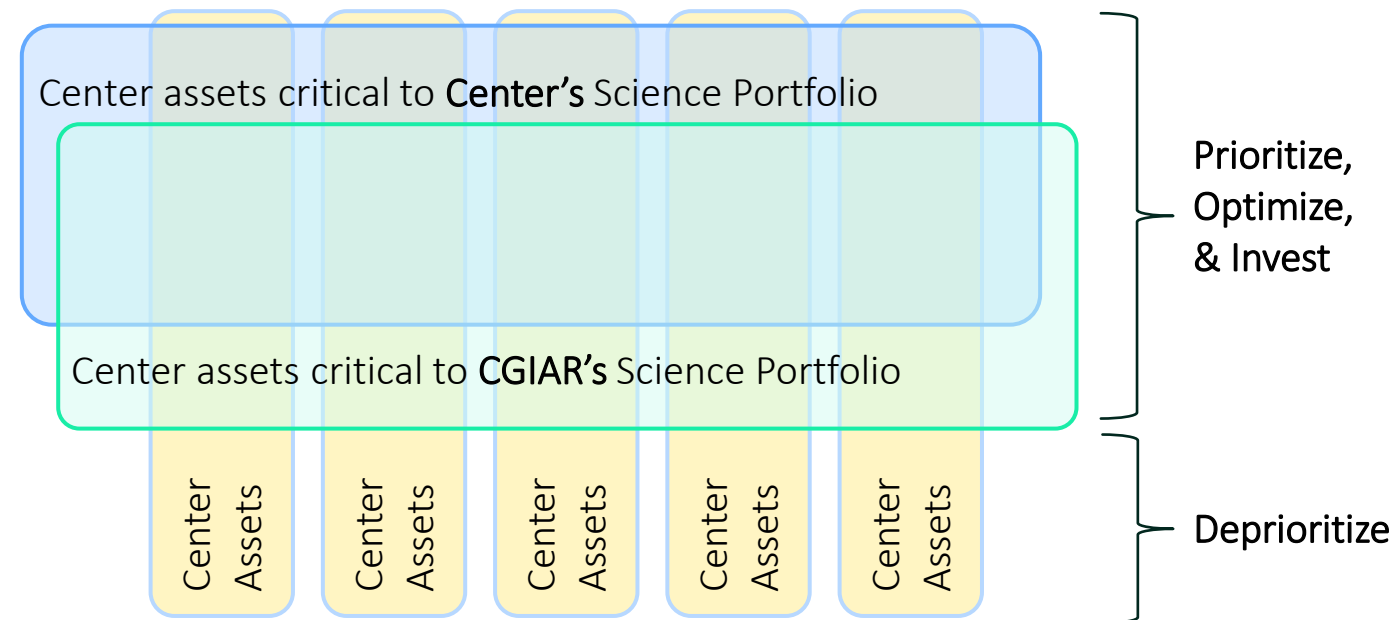 Center assets critical to Center’s Science Portfolio
Prioritize,
Optimize,
& Invest
Center assets critical to CGIAR’s Science Portfolio
Center
Assets
Center
Assets
Center
Assets
Center
Assets
Center
Assets
Deprioritize